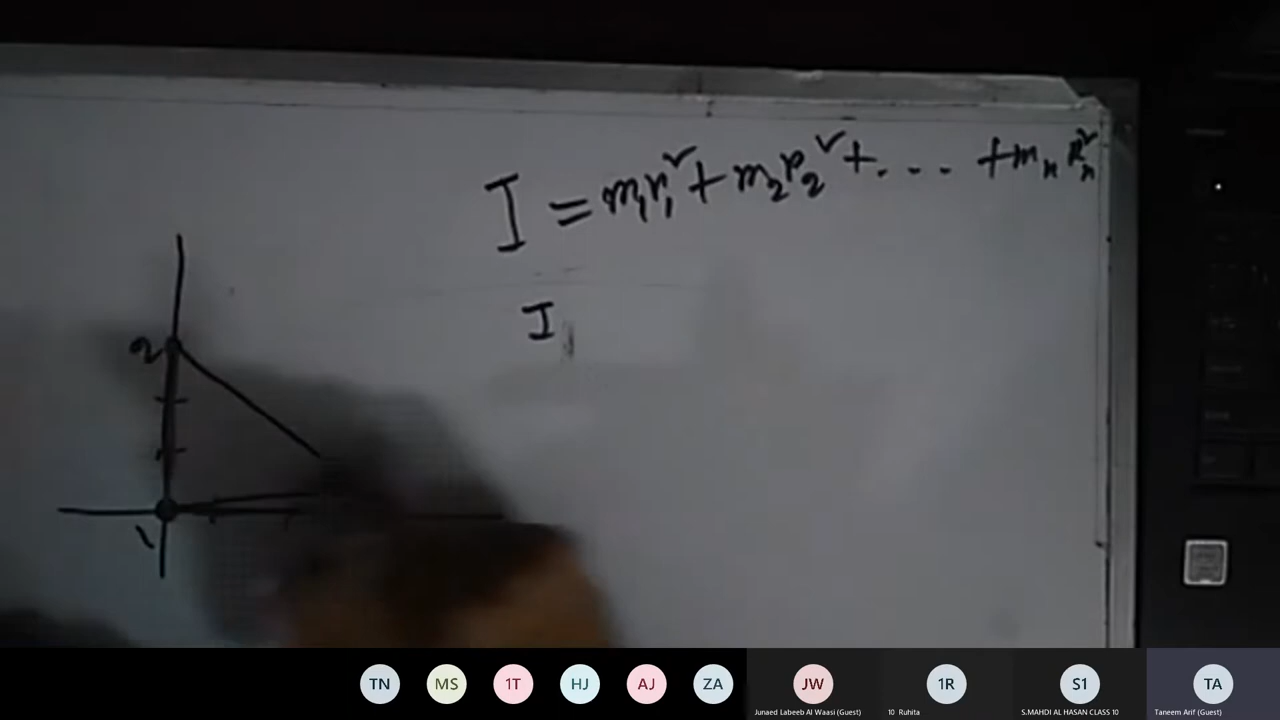 I = m₁r₁² + m₂r₂² + . . . + mₙrₙ²
I
2
1
TN
MS
1T
HJ
AJ
ZA
JW
1R
S1
TA
Junaed Labeeb Al Waasi (Guest)
10 Ruhita
S.MAHDI AL HASAN CLASS 10
Taneem Arif (Guest)